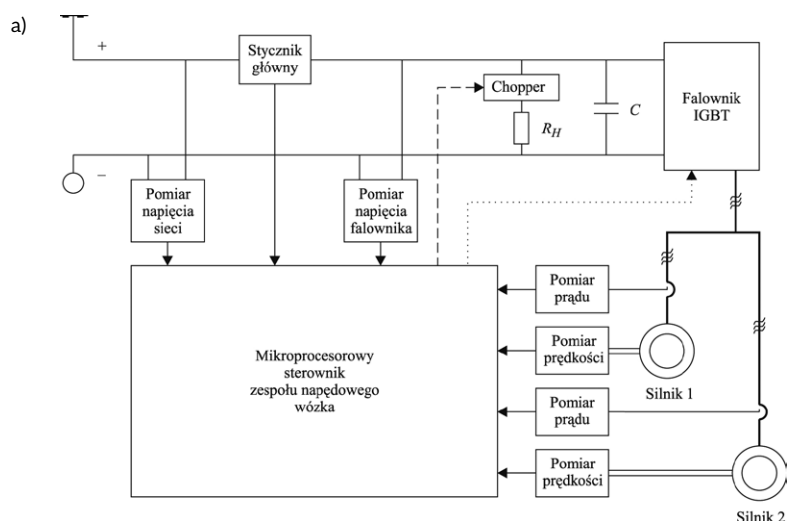 a)
+
Stycznik
główny
Chopper
R_H
C
Falownik
IGBT
−
Pomiar
napięcia
sieci
Pomiar
napięcia
falownika
Mikroprocesorowy
sterownik
zespołu napędowego
wózka
Pomiar
prądu
Pomiar
prędkości
Silnik 1
Pomiar
prądu
Pomiar
prędkości
Silnik 2